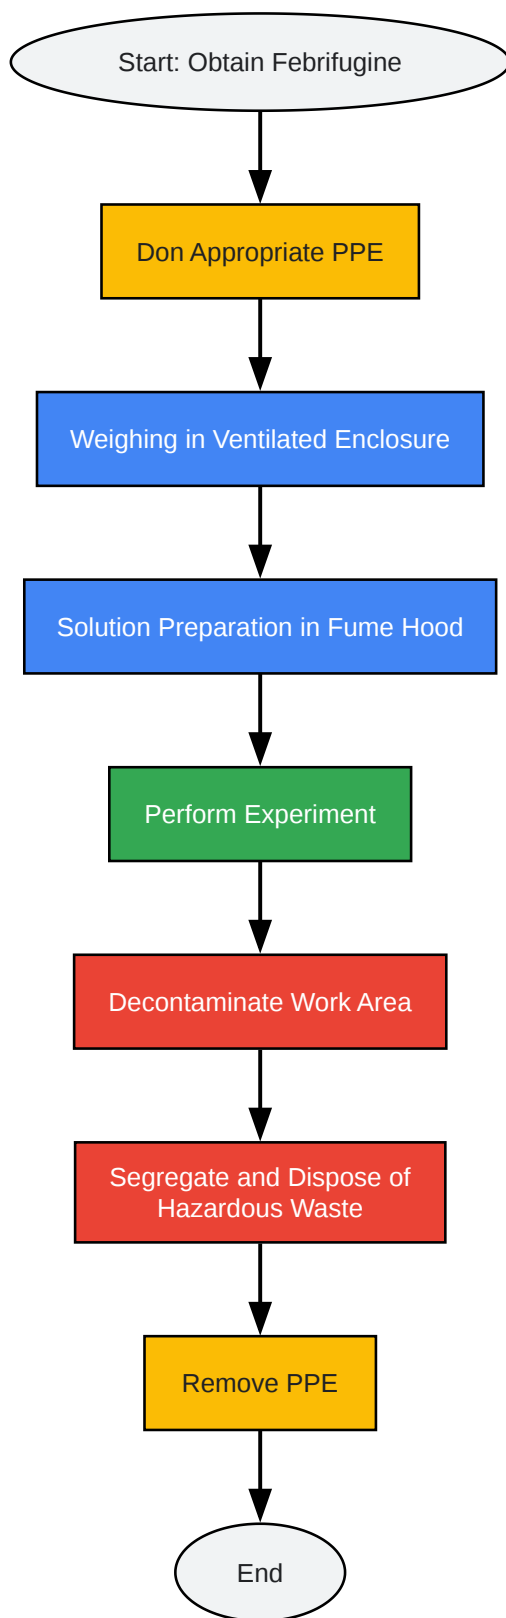 Start: Obtain Febrifugine
Don Appropriate PPE
Weighing in Ventilated Enclosure
Solution Preparation in Fume Hood
Perform Experiment
Decontaminate Work Area
Segregate and Dispose of
Hazardous Waste
Remove PPE
End